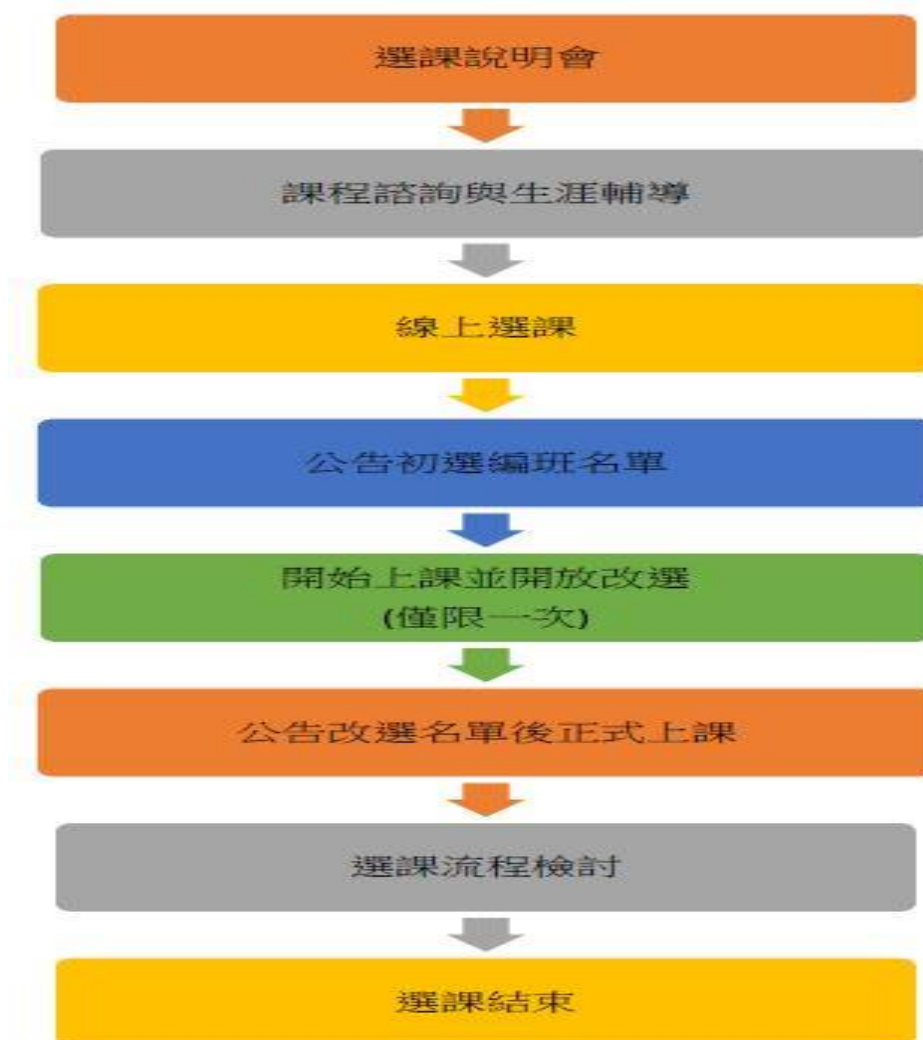 選課說明會
課程諮詢與生涯輔導
線上選課
公告初選編班名單
開始上課並開放改選
(僅限一次)
公告改選名單後正式上課
選課流程檢討
選課結束